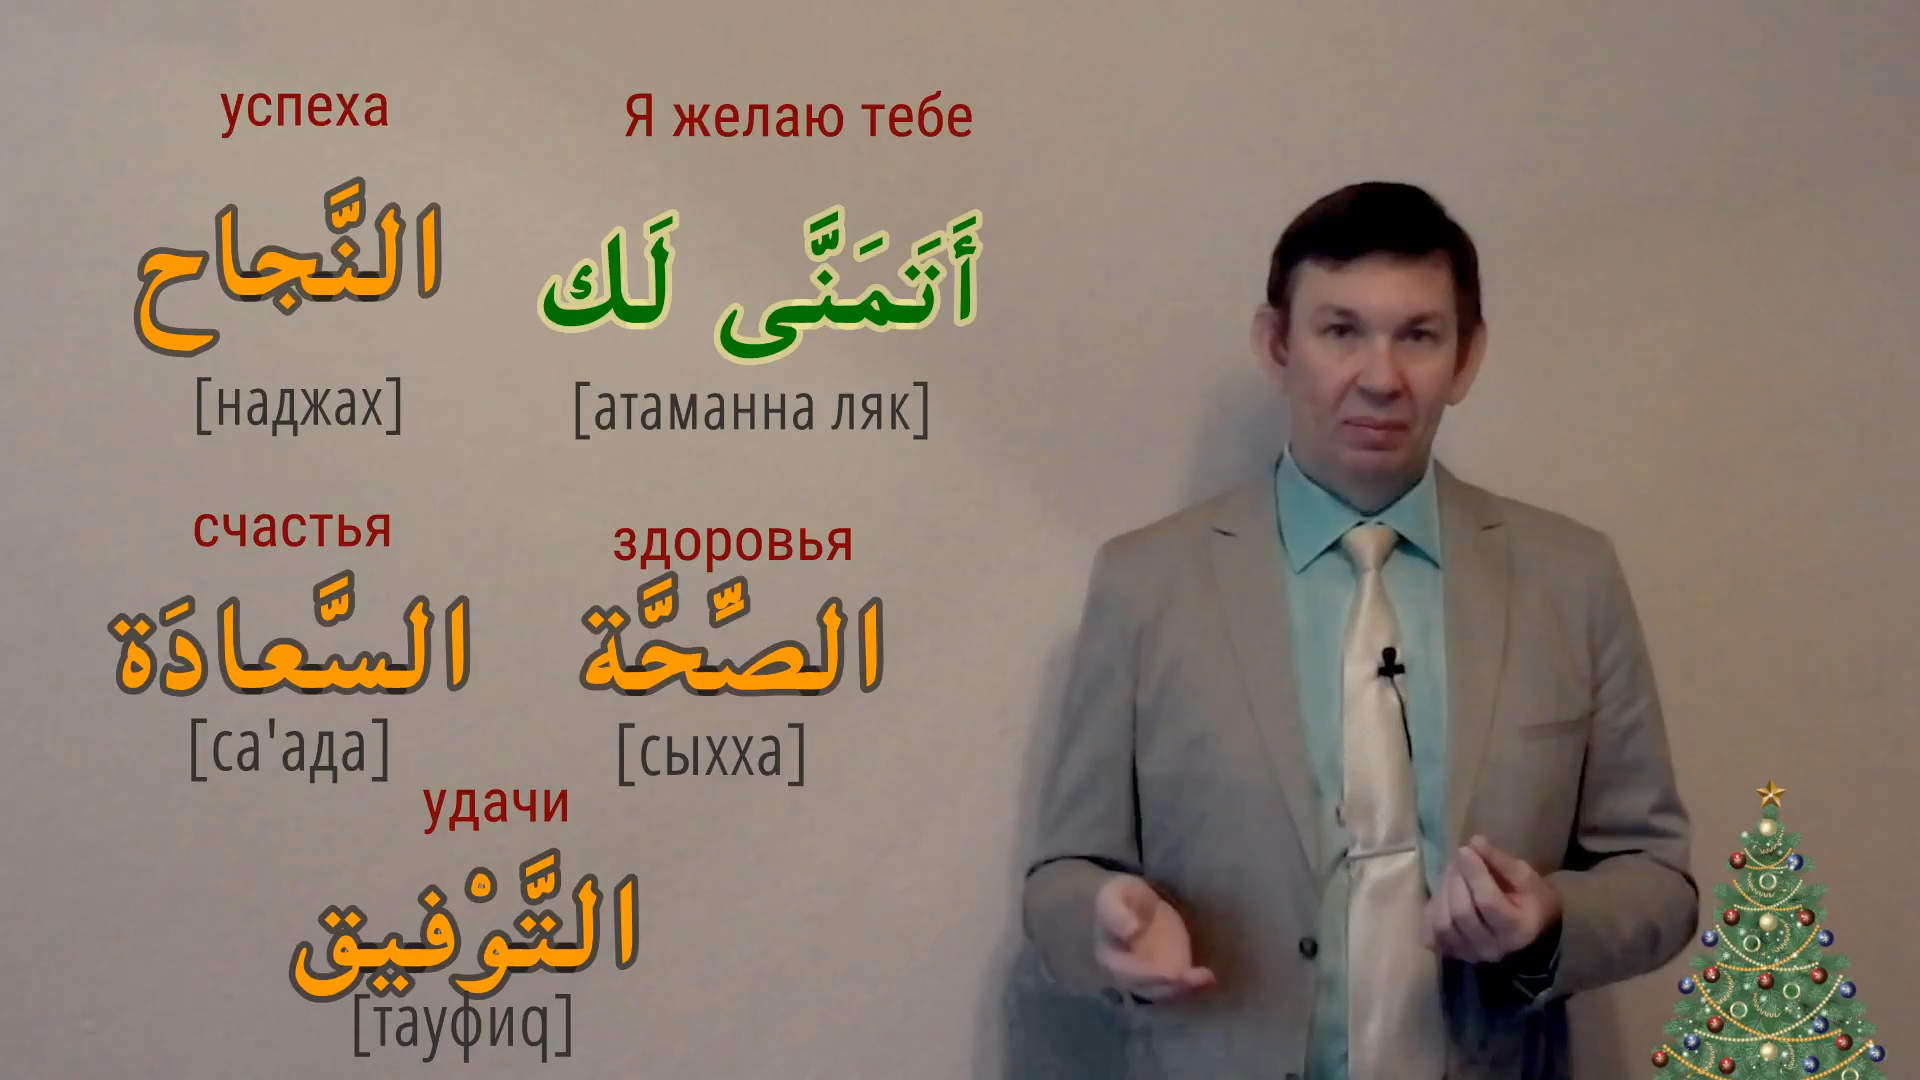 Я желаю тебе
أَتَمَنَّى لَك
[атаманна ляк]
успеха
النَّجاح
[наджах]
здоровья
الصِّحَّة
[сыхха]
счастья
السَّعادَة
[са'ада]
удачи
التَّوْفيق
[тауфиq]